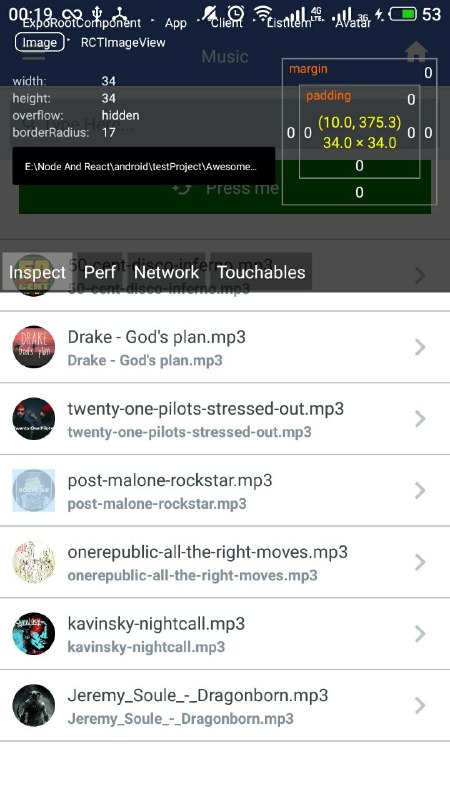 00:19 4G LTE 3G 53
ExpoRootComponent App Client ListItem Avatar
Image RCTImageView
Music
width: 34
height: 34
overflow: hidden
borderRadius: 17
margin
0
padding
0
0 0 (10.0, 375.3) 0 0
34.0 × 34.0
0
0
E:\Node And React\android\testProject\Awesome...
Press me
50-cent-disco-inferno.mp3
Inspect Perf Network Touchables
50-cent-disco-inferno.mp3
Drake - God's plan.mp3
Drake - God's plan.mp3
twenty-one-pilots-stressed-out.mp3
twenty-one-pilots-stressed-out.mp3
post-malone-rockstar.mp3
post-malone-rockstar.mp3
onerepublic-all-the-right-moves.mp3
onerepublic-all-the-right-moves.mp3
kavinsky-nightcall.mp3
kavinsky-nightcall.mp3
Jeremy_Soule_-_Dragonborn.mp3
Jeremy_Soule_-_Dragonborn.mp3